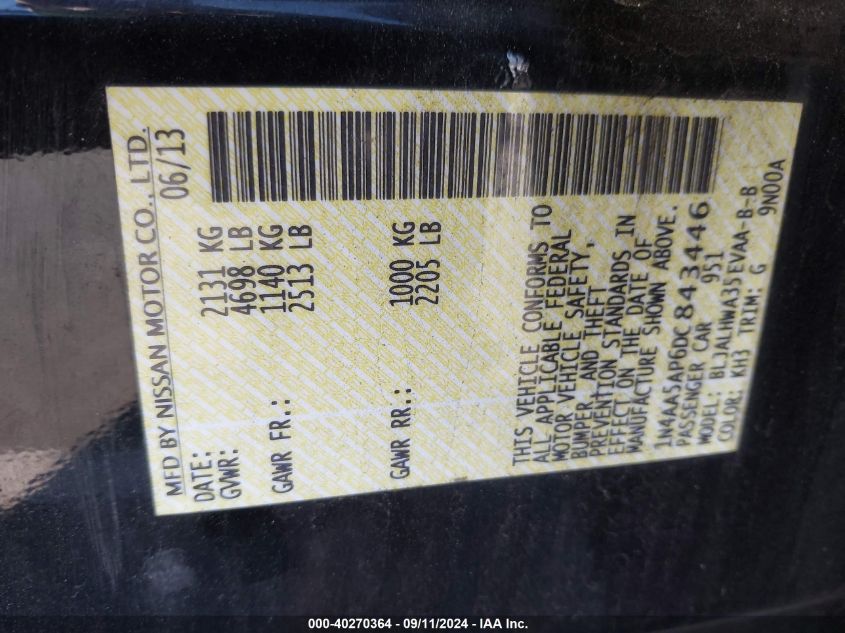 MFD BY NISSAN MOTOR CO., LTD.
DATE: 06/13
GVWR: 2131 KG
4698 LB
GAWR FR.: 1140 KG
2513 LB
GAWR RR.: 1000 KG
2205 LB
THIS VEHICLE CONFORMS TO
ALL APPLICABLE FEDERAL
MOTOR VEHICLE SAFETY,
BUMPER, AND THEFT
PREVENTION STANDARDS IN
EFFECT ON THE DATE OF
MANUFACTURE SHOWN ABOVE.
1N4AA5AP6DC843446
PASSENGER CAR 951
MODEL: BLJALHWA35EVAA-B-B
COLOR: KH3 TRIM: G 9N00A
000-40270364 - 09/11/2024 - IAA Inc.